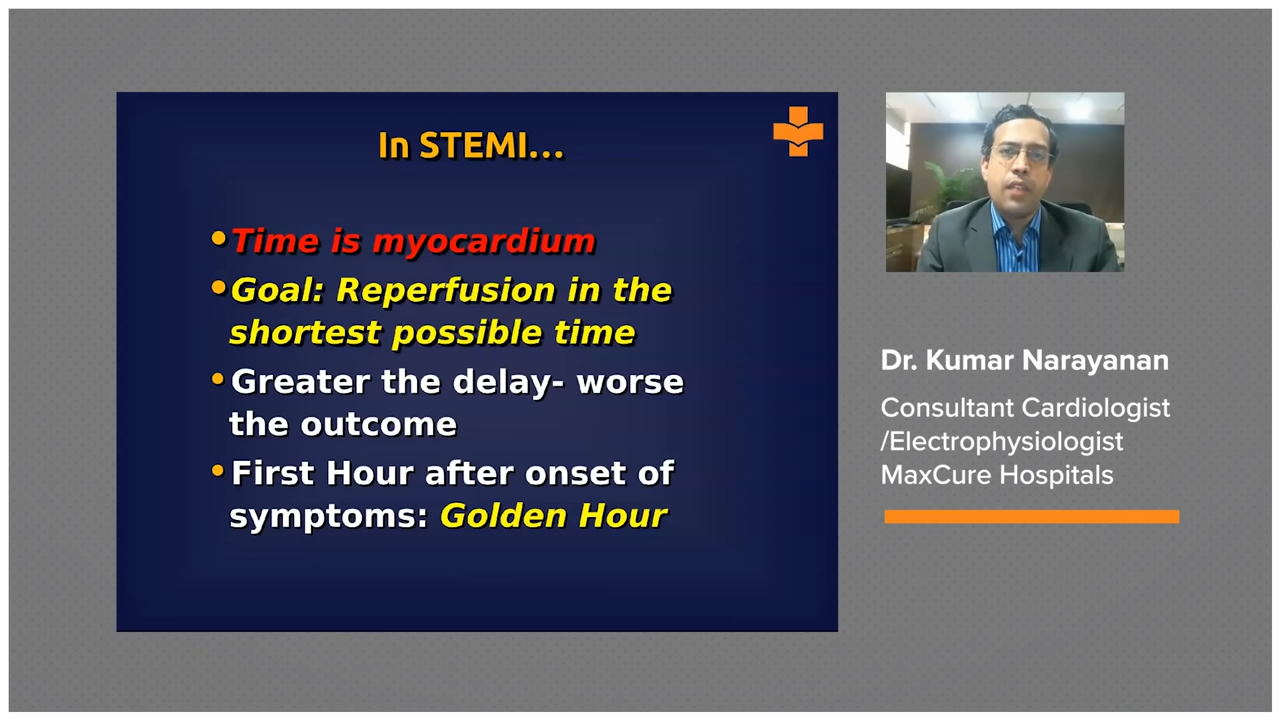 In STEMI...
•Time is myocardium
•Goal: Reperfusion in the
shortest possible time
•Greater the delay- worse
the outcome
•First Hour after onset of
symptoms: Golden Hour
Dr. Kumar Narayanan
Consultant Cardiologist
/Electrophysiologist
MaxCure Hospitals